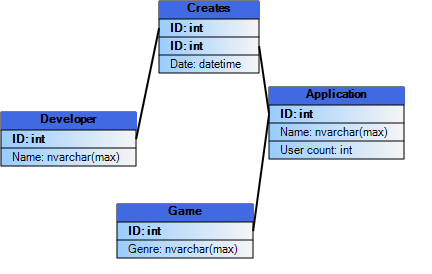 Creates
ID: int
ID: int
Date: datetime
Developer
ID: int
Name: nvarchar(max)
Application
ID: int
Name: nvarchar(max)
User count: int
Game
ID: int
Genre: nvarchar(max)